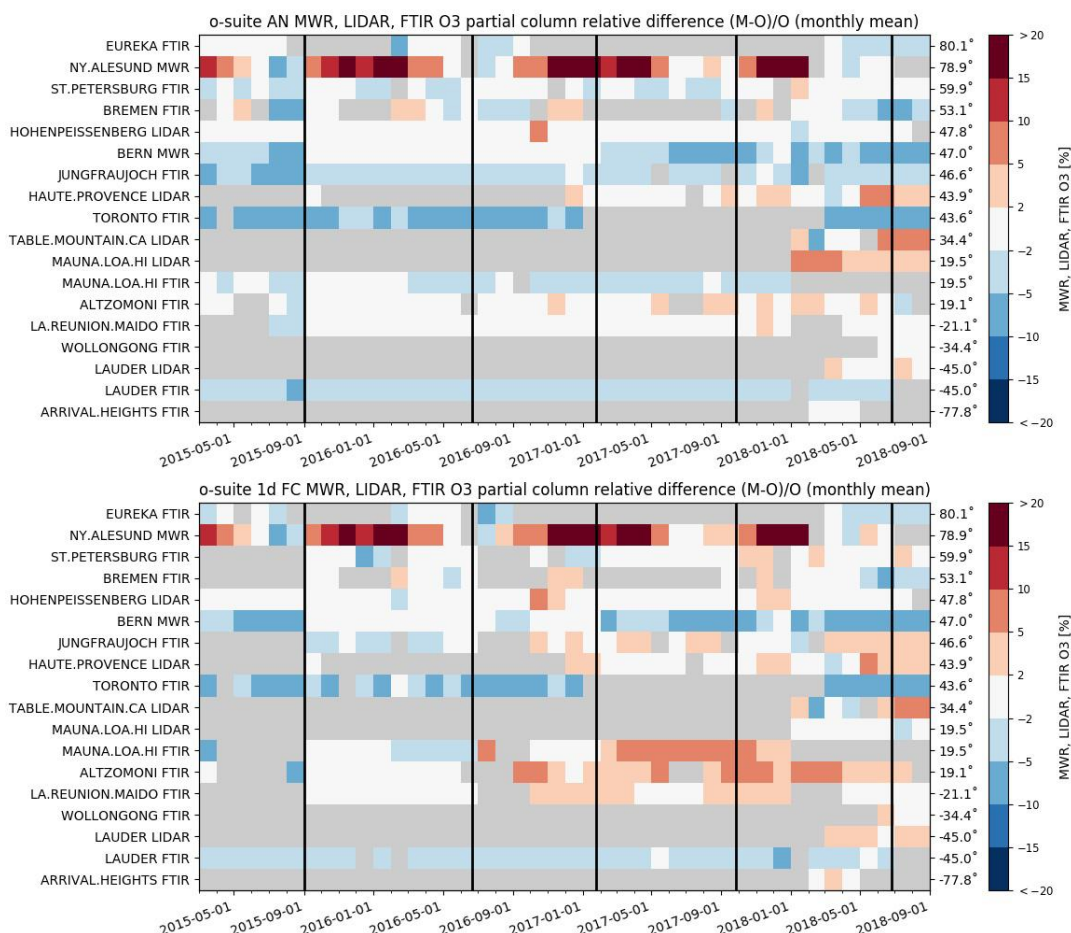 o-suite AN MWR, LIDAR, FTIR O3 partial column relative difference (M-O)/O (monthly mean)
EUREKA FTIR 80.1˚
NY.ALESUND MWR 78.9˚
ST.PETERSBURG FTIR 59.9˚
BREMEN FTIR 53.1˚
HOHENPEISSENBERG LIDAR 47.8˚
BERN MWR 47.0˚
JUNGFRAUJOCH FTIR 46.6˚
HAUTE.PROVENCE LIDAR 43.9˚
TORONTO FTIR 43.6˚
TABLE.MOUNTAIN.CA LIDAR 34.4˚
MAUNA.LOA.HI LIDAR 19.5˚
MAUNA.LOA.HI FTIR 19.5˚
ALTZOMONI FTIR 19.1˚
LA.REUNION.MAIDO FTIR -21.1˚
WOLLONGONG FTIR -34.4˚
LAUDER LIDAR -45.0˚
LAUDER FTIR -45.0˚
ARRIVAL.HEIGHTS FTIR -77.8˚
2015-05-01 2015-09-01 2016-01-01 2016-05-01 2016-09-01 2017-01-01 2017-05-01 2017-09-01 2018-01-01 2018-05-01 2018-09-01
> 20
15
10
5
2
−2
−5
−10
−15
< −20
MWR, LIDAR, FTIR O3 [%]
o-suite 1d FC MWR, LIDAR, FTIR O3 partial column relative difference (M-O)/O (monthly mean)
EUREKA FTIR 80.1˚
NY.ALESUND MWR 78.9˚
ST.PETERSBURG FTIR 59.9˚
BREMEN FTIR 53.1˚
HOHENPEISSENBERG LIDAR 47.8˚
BERN MWR 47.0˚
JUNGFRAUJOCH FTIR 46.6˚
HAUTE.PROVENCE LIDAR 43.9˚
TORONTO FTIR 43.6˚
TABLE.MOUNTAIN.CA LIDAR 34.4˚
MAUNA.LOA.HI LIDAR 19.5˚
MAUNA.LOA.HI FTIR 19.5˚
ALTZOMONI FTIR 19.1˚
LA.REUNION.MAIDO FTIR -21.1˚
WOLLONGONG FTIR -34.4˚
LAUDER LIDAR -45.0˚
LAUDER FTIR -45.0˚
ARRIVAL.HEIGHTS FTIR -77.8˚
2015-05-01 2015-09-01 2016-01-01 2016-05-01 2016-09-01 2017-01-01 2017-05-01 2017-09-01 2018-01-01 2018-05-01 2018-09-01
> 20
15
10
5
2
−2
−5
−10
−15
< −20
MWR, LIDAR, FTIR O3 [%]